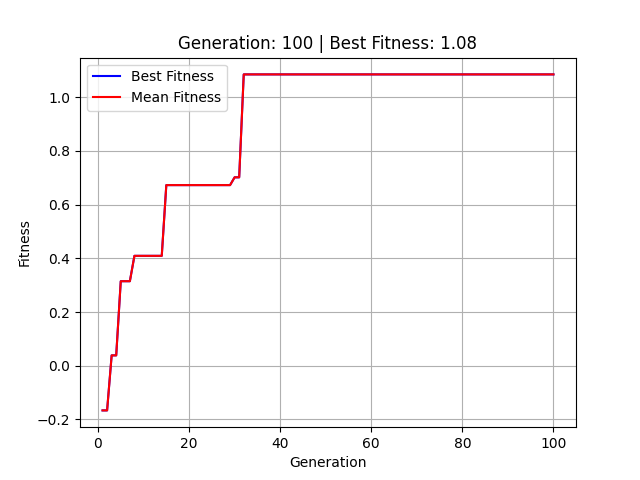 Generation: 100 | Best Fitness: 1.08
Best Fitness
Mean Fitness
1.0
0.8
0.6
0.4
0.2
0.0
−0.2
Fitness
0 20 40 60 80 100
Generation